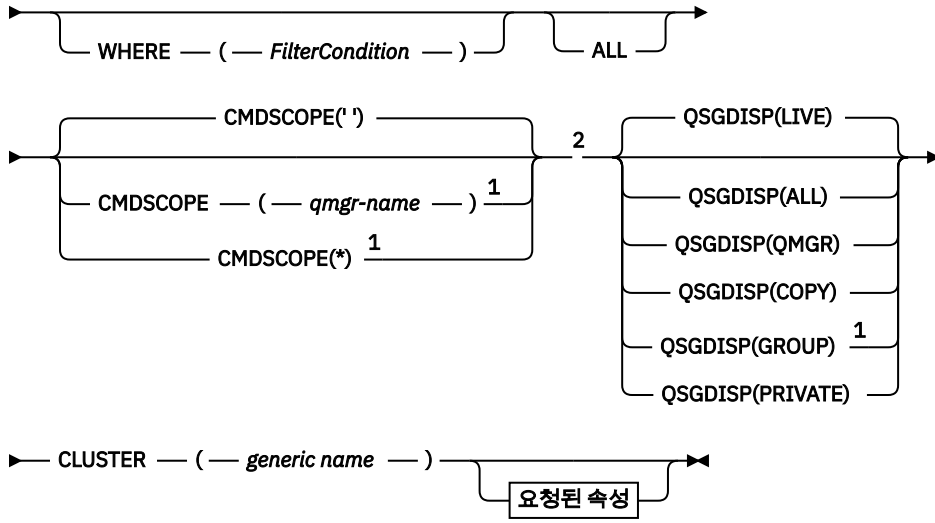 WHERE ( FilterCondition ) ALL
CMDSCOPE(' ') QSGDISP(LIVE)
2
CMDSCOPE ( qmgr-name ) 1 QSGDISP(ALL)
CMDSCOPE(*) 1 QSGDISP(QMGR)
QSGDISP(COPY)
QSGDISP(GROUP) 1
QSGDISP(PRIVATE)
CLUSTER ( generic name )
요청된 속성